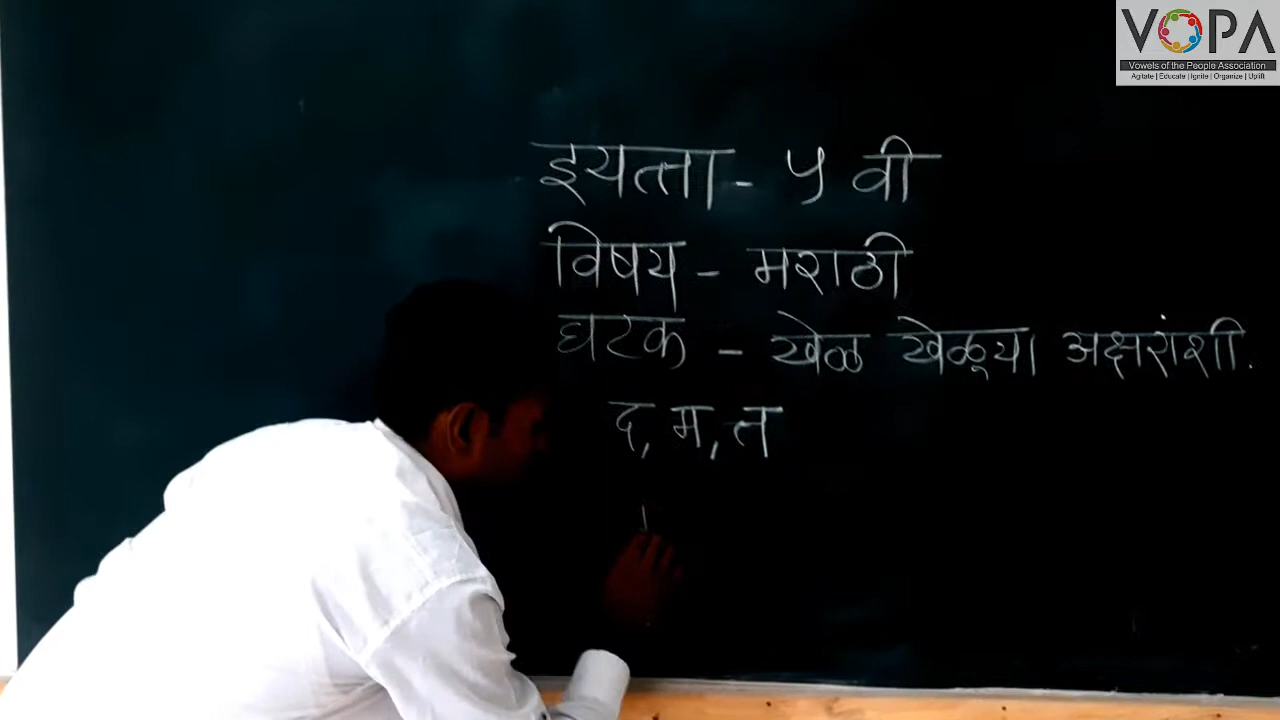 VOPA
Vowels of the People Association
Agitate | Educate | Ignite | Organize | Uplift
इयत्ता - ५ वी
विषय - मराठी
घटक - खेळ खेळूया अक्षरांशी.
द, म, त